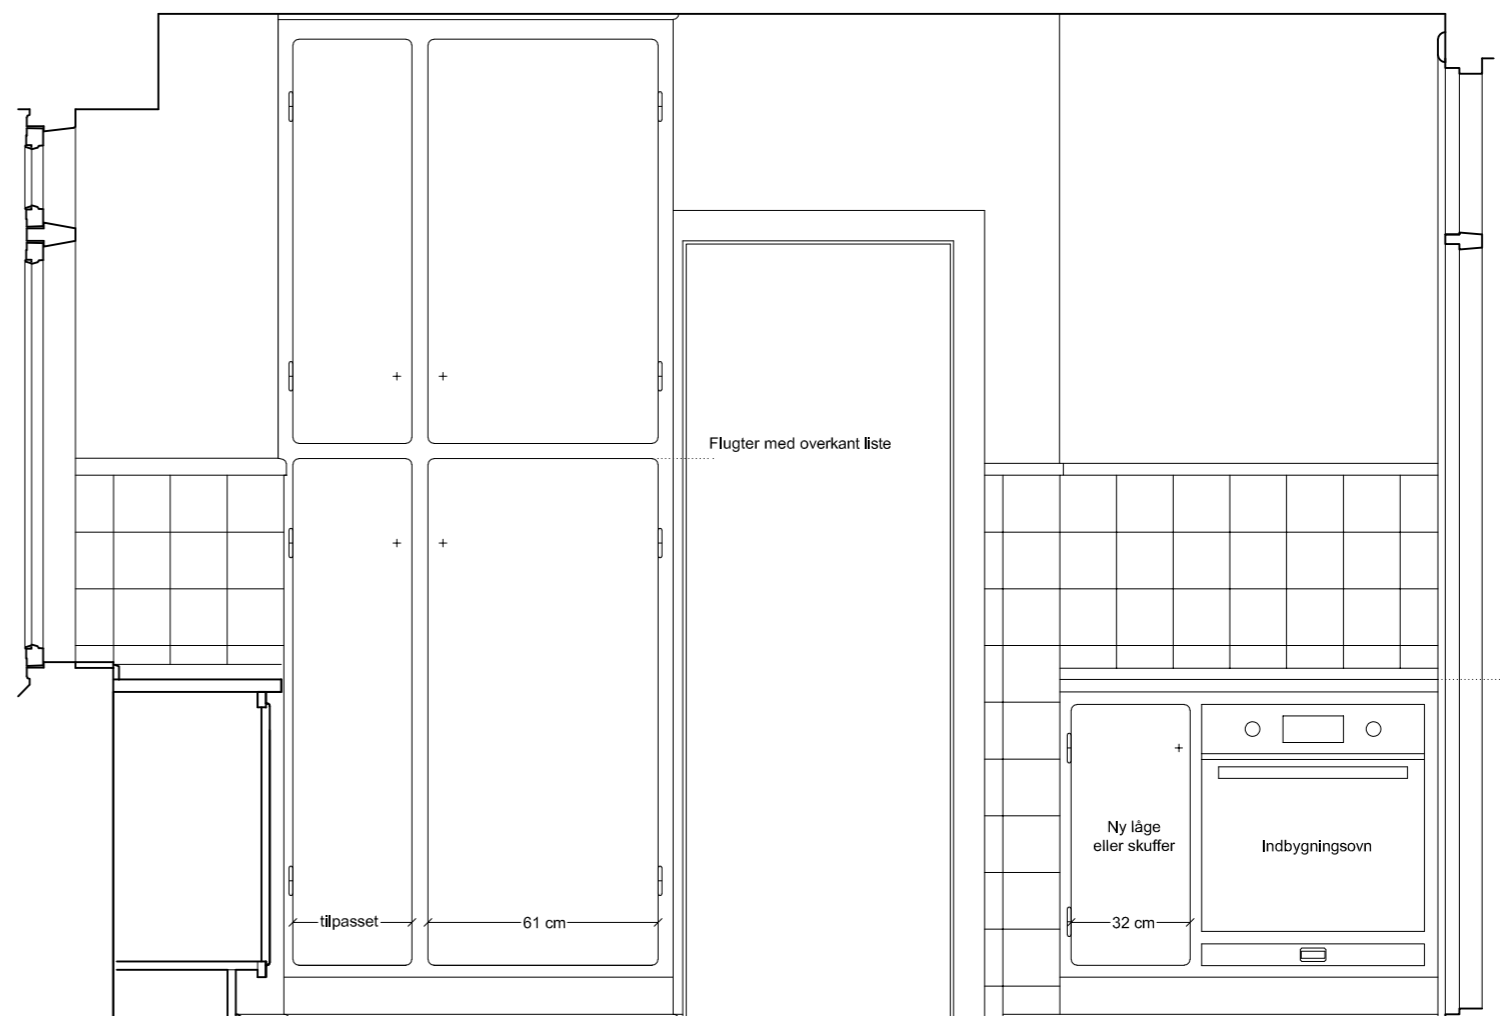 Flugter med overkant liste
Ny låge
eller skuffer
Indbygningsovn
tilpasset
61 cm
32 cm